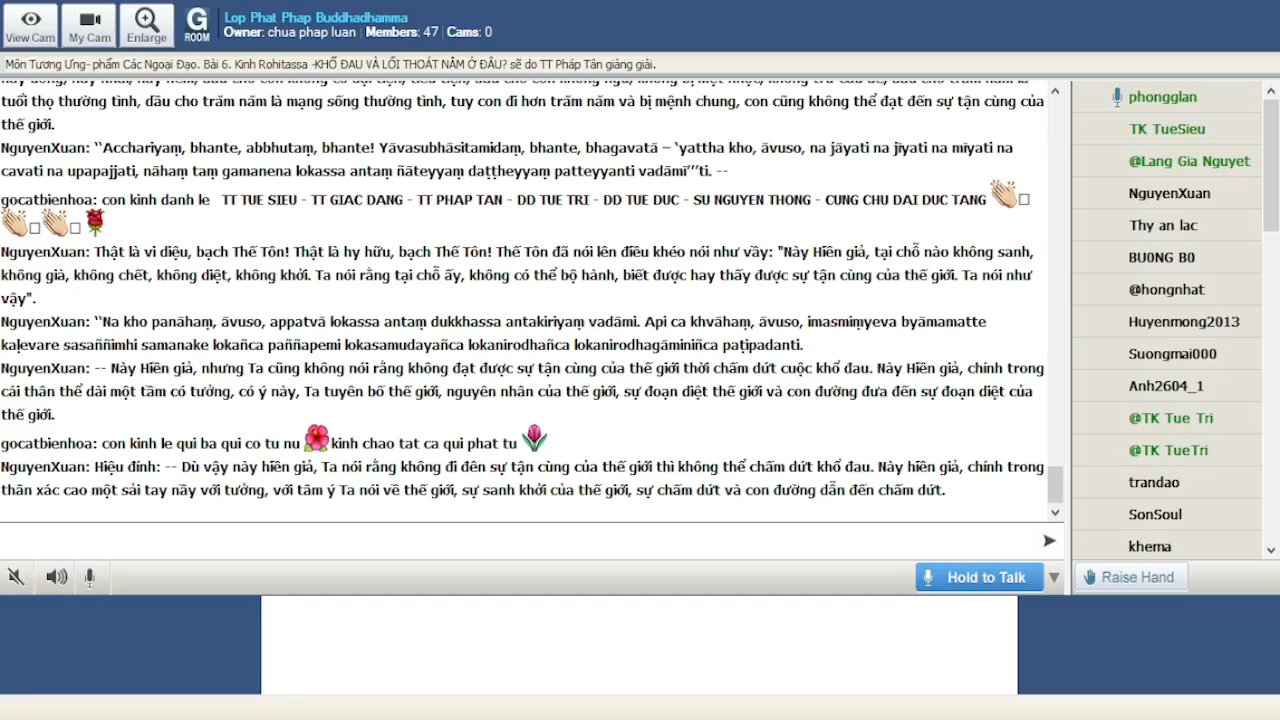 View Cam
My Cam
Enlarge
G
ROOM
Lop Phat Phap Buddhadhamma
Owner: chua phap luan | Members: 47 | Cams: 0
Môn Tương Ưng- phẩm Các Ngoại Đạo. Bài 6. Kinh Rohitassa -KHỔ ĐAU VÀ LỐI THOÁT NẰM Ở ĐÂU? sẽ do TT Pháp Tân giảng giải.
tuổi thọ thường tình, dầu cho trăm năm là mạng sống thường tình, tuy con đi hơn trăm năm và bị mệnh chung, con cũng không thể đạt đến sự tận cùng của
thế giới.
NguyenXuan: ‘‘Acchariyaṃ, bhante, abbhutaṃ, bhante! Yāvasubhāsitamidaṃ, bhante, bhagavatā – ‘yattha kho, āvuso, na jāyati na jīyati na mīyati na
cavati na upapajjati, nāhaṃ taṃ gamanena lokassa antaṃ ñāteyyaṃ daṭṭheyyaṃ patteyyanti vadāmī’’’ti. --
gocatbienhoa: con kinh danh le TT TUE SIEU - TT GIAC DANG - TT PHAP TAN - DD TUE TRI - DD TUE DUC - SU NGUYEN THONG - CUNG CHU DAI DUC TANG
NguyenXuan: Thật là vi diệu, bạch Thế Tôn! Thật là hy hữu, bạch Thế Tôn! Thế Tôn đã nói lên điều khéo nói như vầy: "Này Hiền giả, tại chỗ nào không sanh,
không già, không chết, không diệt, không khởi. Ta nói rằng tại chỗ ấy, không có thể bộ hành, biết được hay thấy được sự tận cùng của thế giới. Ta nói như
vậy".
NguyenXuan: ‘‘Na kho panāhaṃ, āvuso, appatvā lokassa antaṃ dukkhassa antakiriyaṃ vadāmi. Api ca khvāhaṃ, āvuso, imasmiṃyeva byāmamatte
kaḷevare sasaññimhi samanake lokañca paññapemi lokasamudayañca lokanirodhañca lokanirodhagāminiñca paṭipadanti.
NguyenXuan: -- Này Hiền giả, nhưng Ta cũng không nói rằng không đạt được sự tận cùng của thế giới thời chấm dứt cuộc khổ đau. Này Hiền giả, chính trong
cái thân thể dài một tầm có tưởng, có ý này, Ta tuyên bố thế giới, nguyên nhân của thế giới, sự đoạn diệt thế giới và con đường đưa đến sự đoạn diệt của
thế giới.
gocatbienhoa: con kinh le qui ba qui co tu nu kinh chao tat ca qui phat tu
NguyenXuan: Hiệu đính: -- Dù vậy này hiền giả, Ta nói rằng không đi đến sự tận cùng của thế giới thì không thể chấm dứt khổ đau. Này hiền giả, chính trong
thân xác cao một sải tay nầy với tưởng, với tâm ý Ta nói về thế giới, sự sanh khởi của thế giới, sự chấm dứt và con đường dẫn đến chấm dứt.
Hold to Talk
phongglan
TK TueSieu
@Lang Gia Nguyet
NguyenXuan
Thy an lac
BU0NG B0
@hongnhat
Huyenmong2013
Suongmai000
Anh2604_1
@TK Tue Tri
@TK TueTri
trandao
SonSoul
khema
Raise Hand